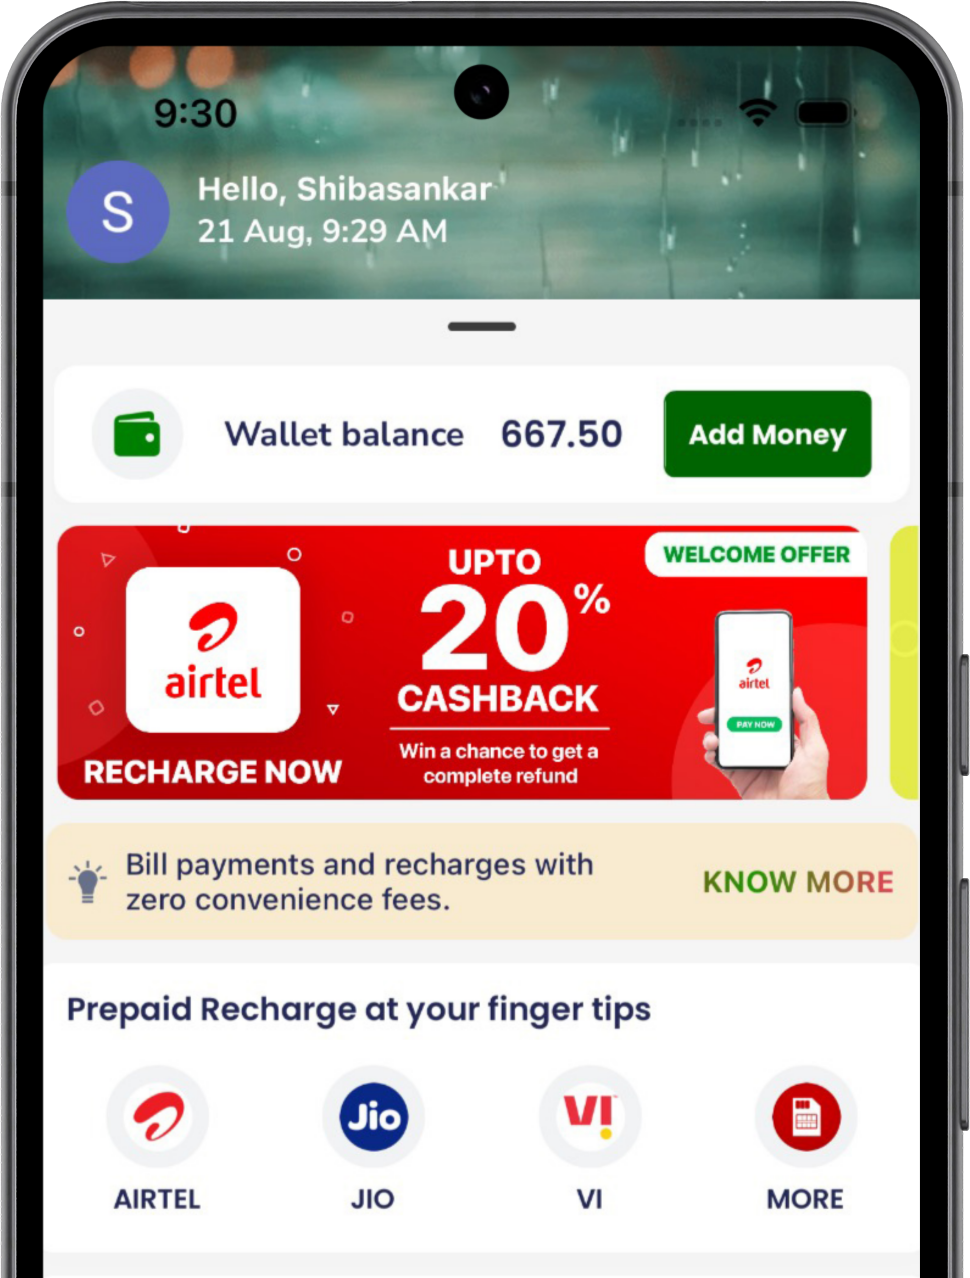 9:30
S
Hello, Shibasankar
21 Aug, 9:29 AM
Wallet balance 667.50 Add Money
airtel
RECHARGE NOW
UPTO
20%
CASHBACK
Win a chance to get a
complete refund
WELCOME OFFER
airtel
PAY NOW
Bill payments and recharges with
zero convenience fees.
KNOW MORE
Prepaid Recharge at your finger tips
Jio
VI
AIRTEL JIO VI MORE